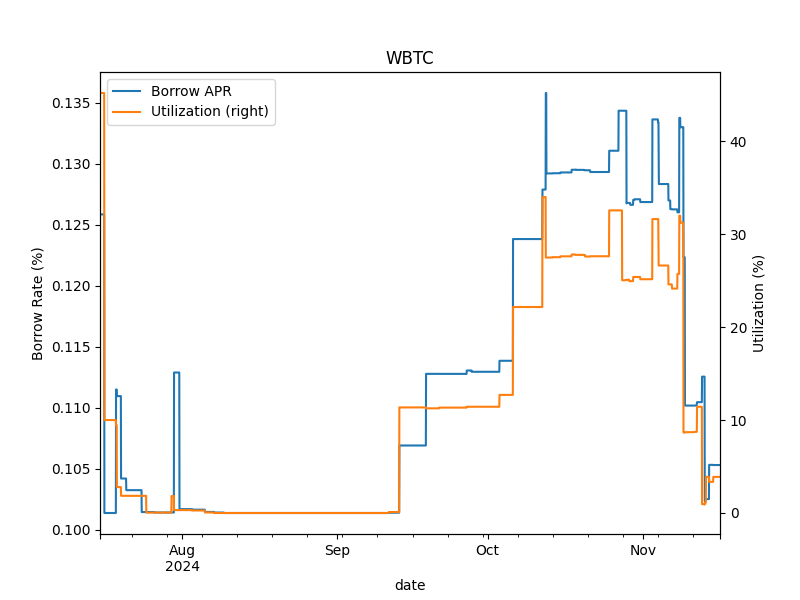 WBTC
Borrow APR
Utilization (right)
Borrow Rate (%)
0.135
0.130
0.125
0.120
0.115
0.110
0.105
0.100
40
30
20
10
0
Utilization (%)
Aug
2024
Sep
Oct
Nov
date